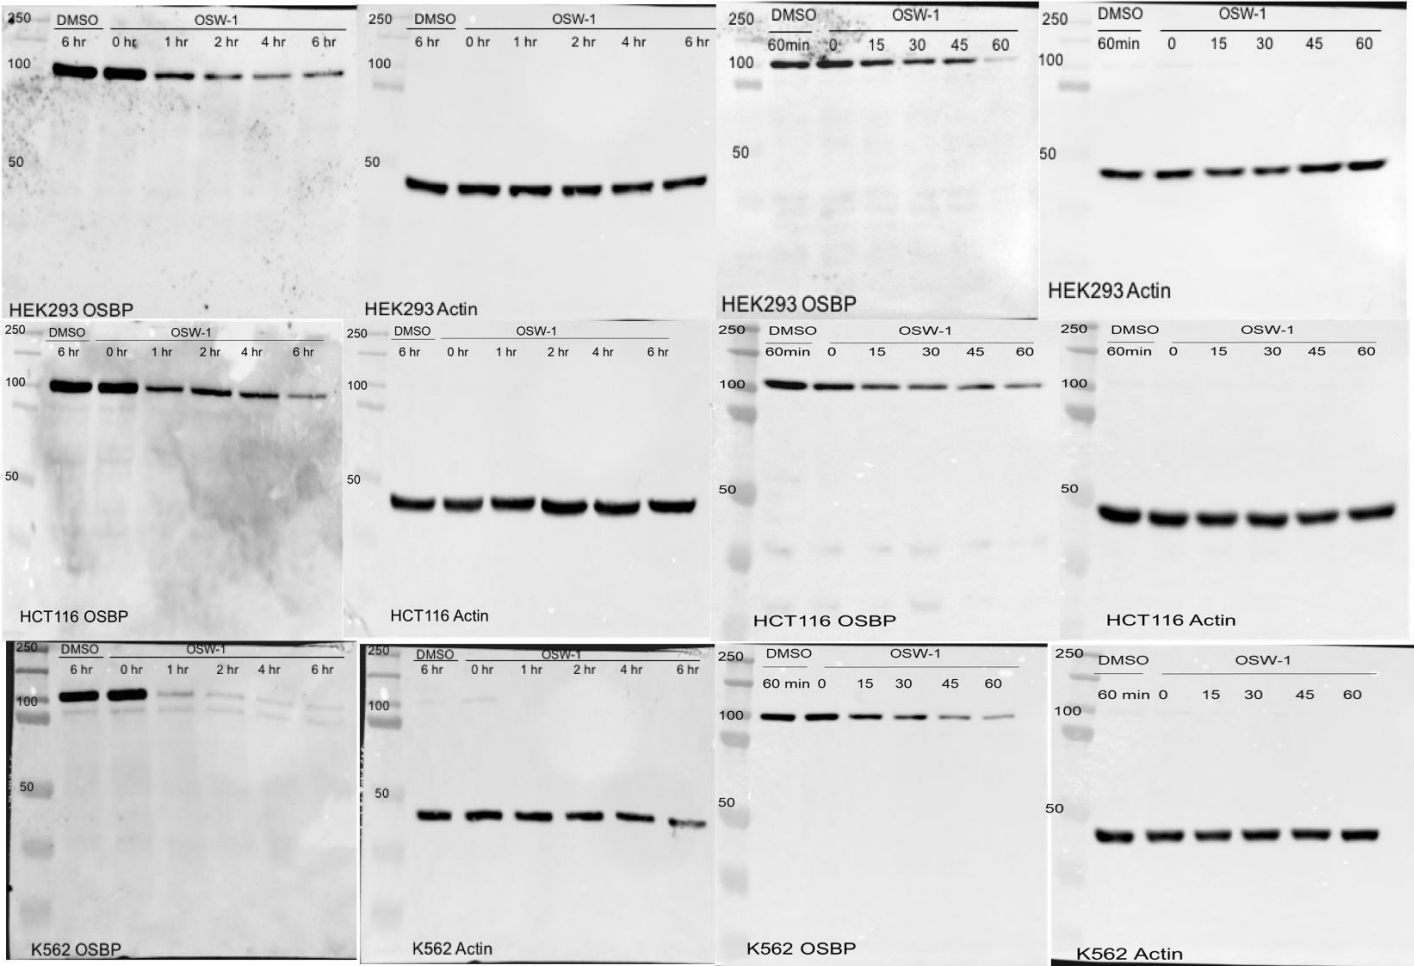 250 DMSO OSW-1
6 hr 0 hr 1 hr 2 hr 4 hr 6 hr
100
50
HEK293 OSBP
250 DMSO OSW-1
6 hr 0 hr 1 hr 2 hr 4 hr 6 hr
100
50
HEK293 Actin
250 DMSO OSW-1
60min 0 15 30 45 60
100
50
HEK293 OSBP
250 DMSO OSW-1
60min 0 15 30 45 60
100
50
HEK293 Actin
250 DMSO OSW-1
6 hr 0 hr 1 hr 2 hr 4 hr 6 hr
100
50
HCT116 OSBP
250 DMSO OSW-1
6 hr 0 hr 1 hr 2 hr 4 hr 6 hr
100
50
HCT116 Actin
250 DMSO OSW-1
60min 0 15 30 45 60
100
50
HCT116 OSBP
250 DMSO OSW-1
60min 0 15 30 45 60
100
50
HCT116 Actin
250 DMSO OSW-1
6 hr 0 hr 1 hr 2 hr 4 hr 6 hr
100
50
K562 OSBP
250 DMSO OSW-1
6 hr 0 hr 1 hr 2 hr 4 hr 6 hr
100
50
K562 Actin
250 DMSO OSW-1
60 min 0 15 30 45 60
100
50
K562 OSBP
250 DMSO OSW-1
60 min 0 15 30 45 60
100
50
K562 Actin